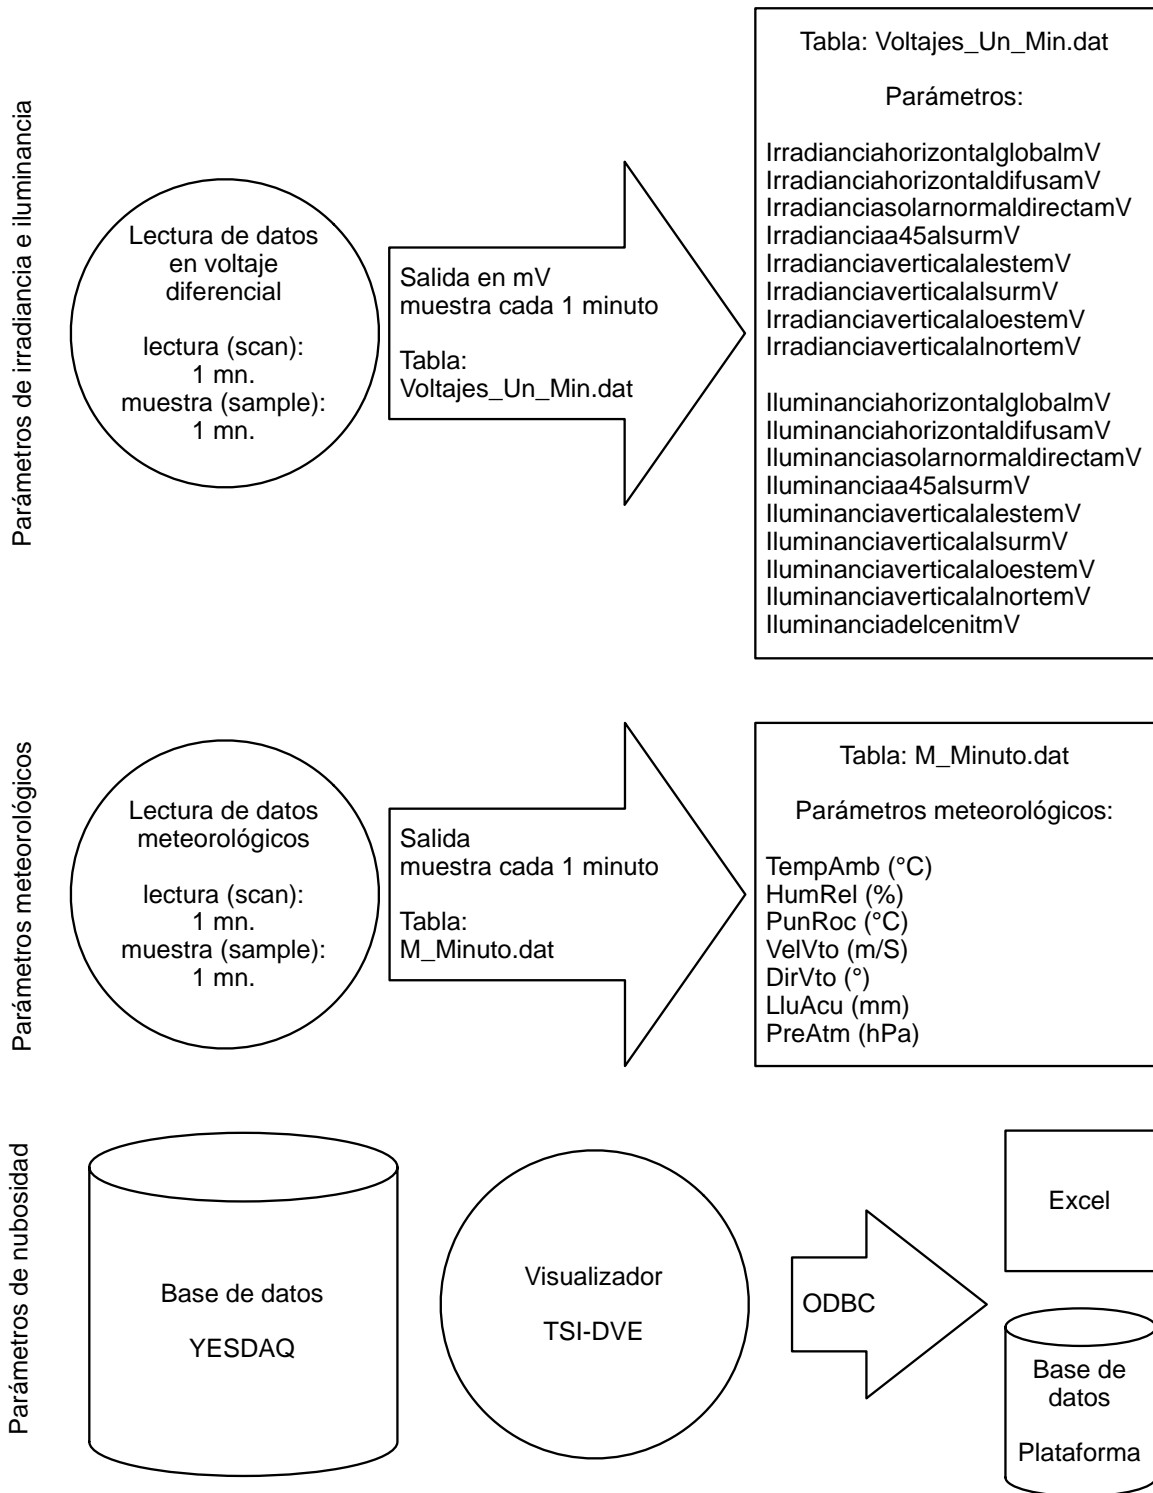 Parámetros de irradiancia e iluminancia
Lectura de datos
en voltaje
diferencial
lectura (scan):
1 mn.
muestra (sample):
1 mn.
Salida en mV
muestra cada 1 minuto
Tabla:
Voltajes_Un_Min.dat
Tabla: Voltajes_Un_Min.dat
Parámetros:
IrradianciahorizontalglobalmV
IrradianciahorizontaldifusamV
IrradianciasolarnormaldirectamV
Irradianciaa45alsurmV
IrradianciaverticalalestemV
IrradianciaverticalalsurmV
IrradianciaverticalaloestemV
IrradianciaverticalalnortemV
IluminanciahorizontalglobalmV
IluminanciahorizontaldifusamV
IluminanciasolarnormaldirectamV
Iluminanciaa45alsurmV
IluminanciaverticalalestemV
IluminanciaverticalalsurmV
IluminanciaverticalaloestemV
IluminanciaverticalalnortemV
IluminanciadelcenitmV
Parámetros meteorológicos
Lectura de datos
meteorológicos
lectura (scan):
1 mn.
muestra (sample):
1 mn.
Salida
muestra cada 1 minuto
Tabla:
M_Minuto.dat
Tabla: M_Minuto.dat
Parámetros meteorológicos:
TempAmb (°C)
HumRel (%)
PunRoc (°C)
VelVto (m/S)
DirVto (°)
LluAcu (mm)
PreAtm (hPa)
Parámetros de nubosidad
Base de datos
YESDAQ
Visualizador
TSI-DVE
ODBC
Excel
Base de
datos
Plataforma